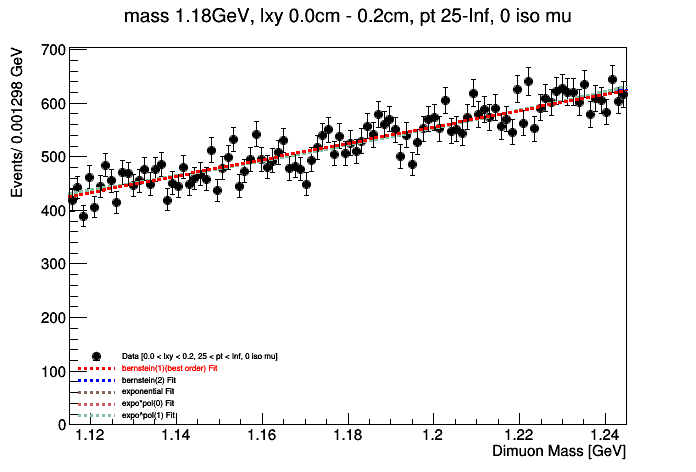 mass 1.18GeV, lxy 0.0cm - 0.2cm, pt 25-Inf, 0 iso mu
Events/ 0.001298 GeV
700
600
500
400
300
200
100
0
Data [0.0 < lxy < 0.2, 25 < pt < Inf, 0 iso mu]
bernstein(1)(best order) Fit
bernstein(2) Fit
exponential Fit
expo*pol(0) Fit
expo*pol(1) Fit
1.12 1.14 1.16 1.18 1.2 1.22 1.24
Dimuon Mass [GeV]